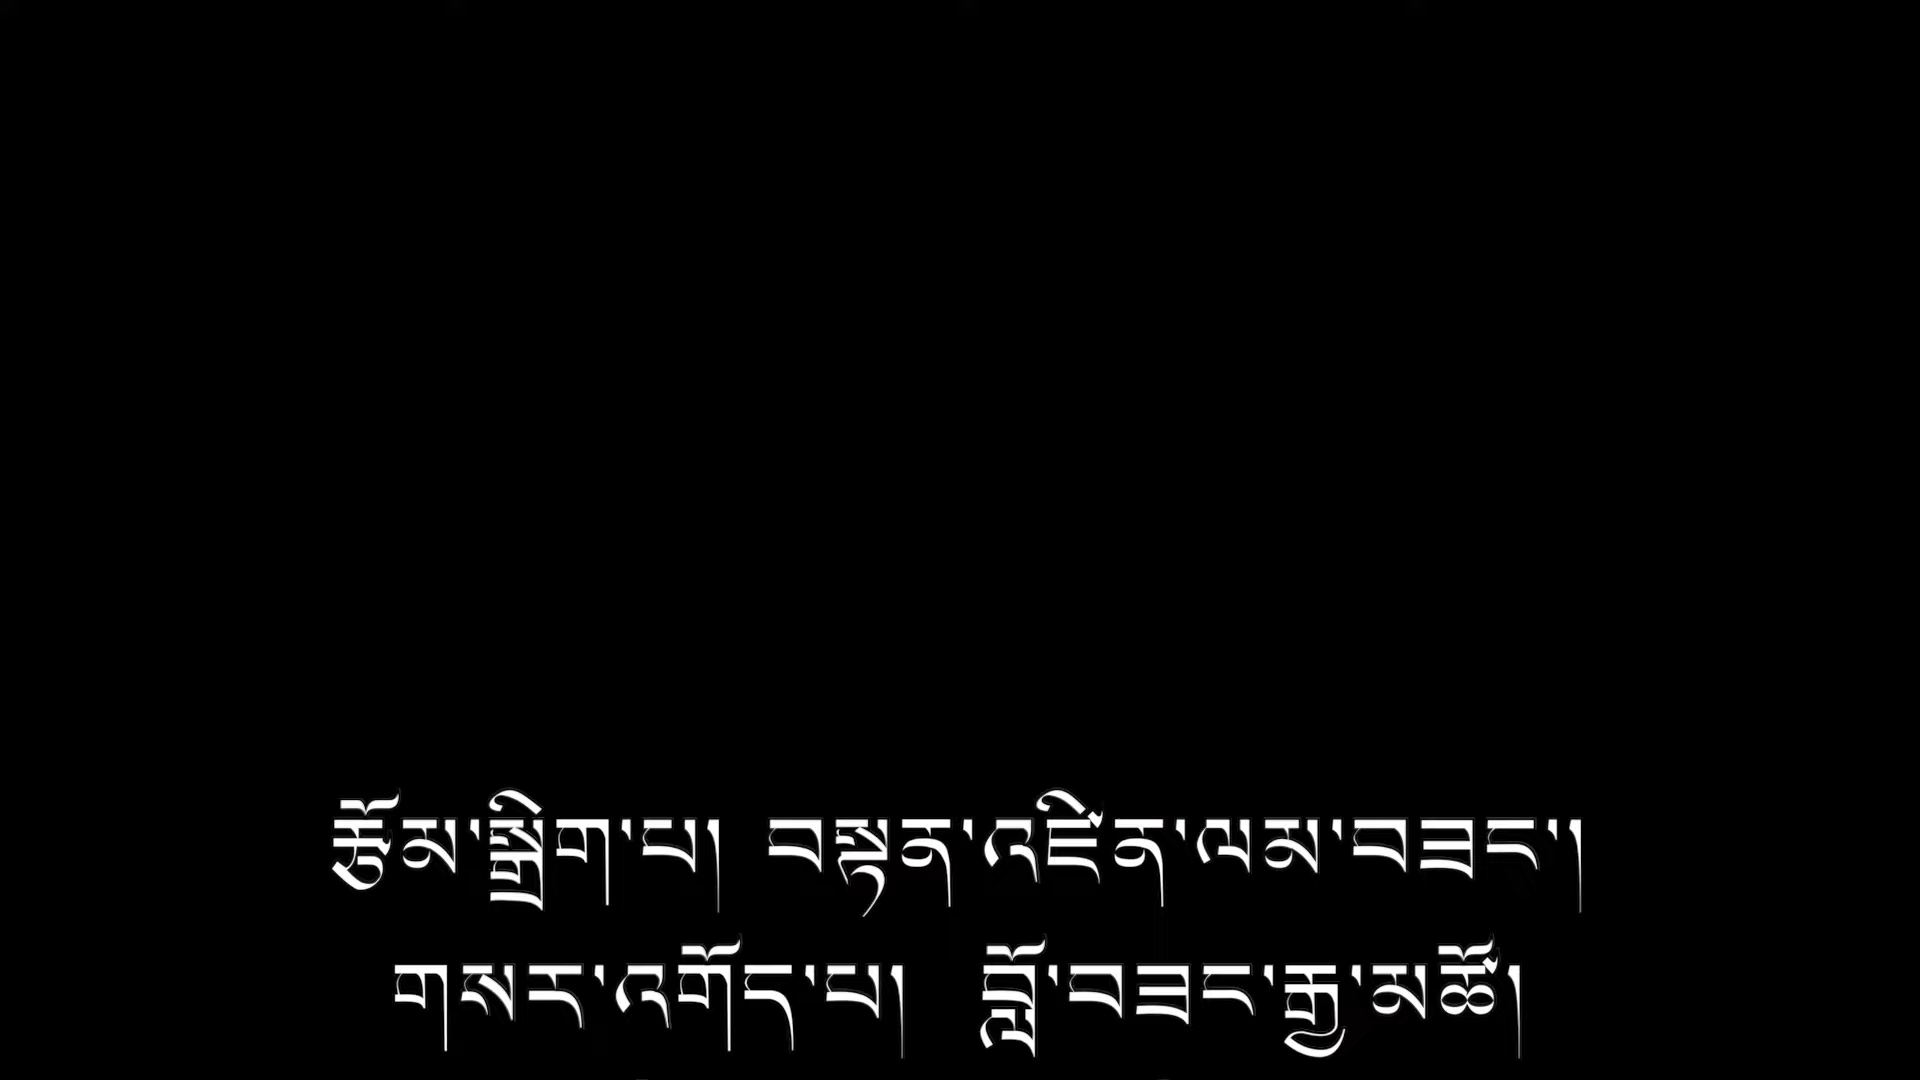 རྩོམ་སྒྲིག་པ། བསྟན་འཛིན་ལམ་བཟང་།
གསར་འགོད་པ།  བློ་བཟང་རྒྱ་མཚོ།